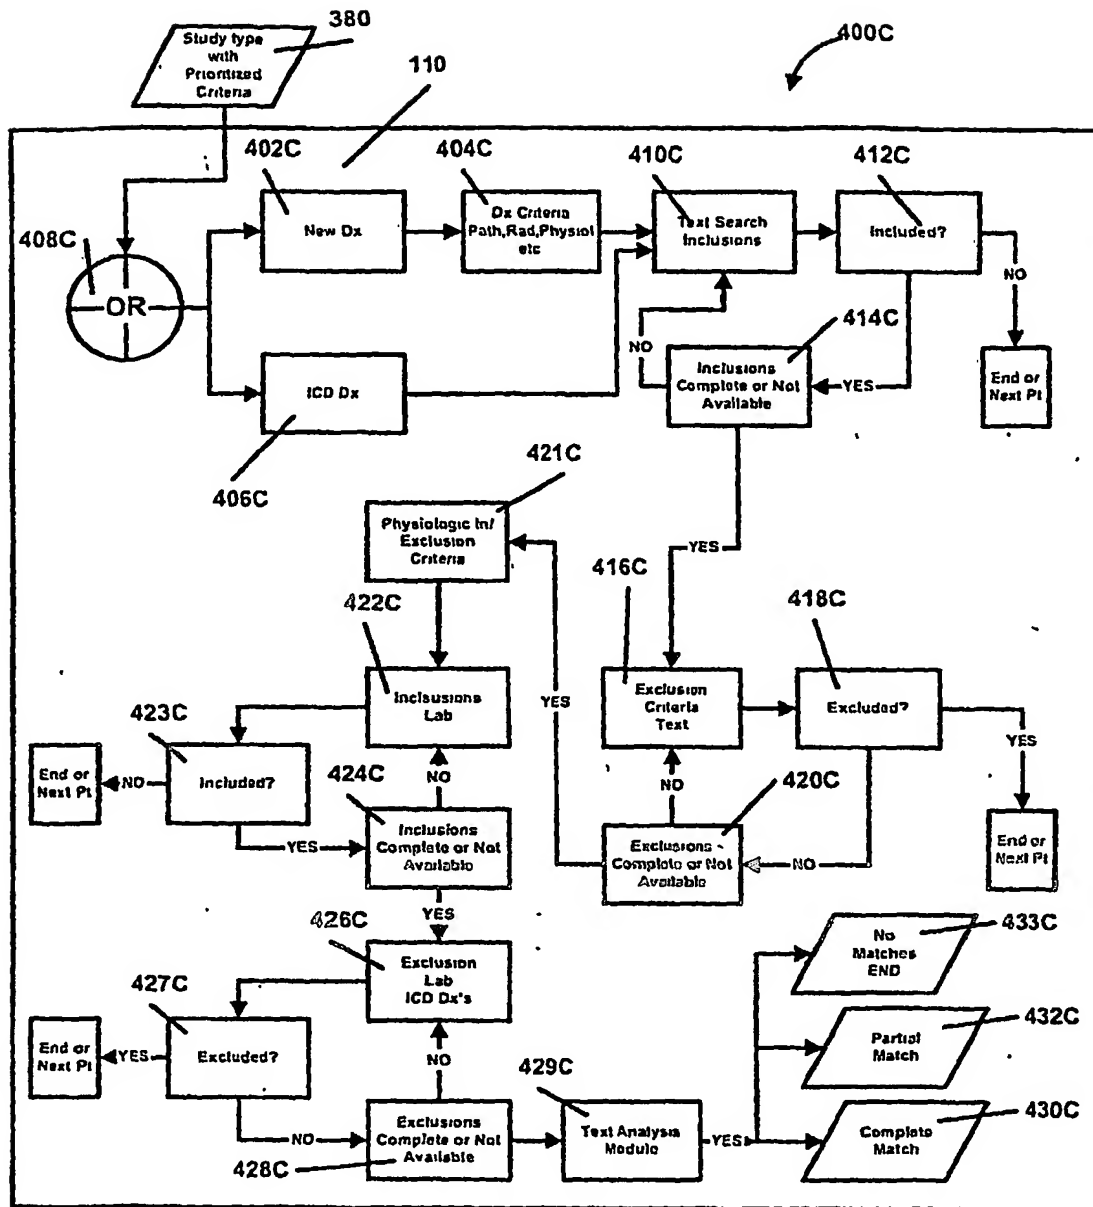 380
Study type
with
Prioritized
Criteria
400C
110
402C
404C
410C
412C
408C
New Dx
Dx Criteria
Path,Rad,Physiol
etc
Text Search
Inclusions
Included?
OR
NO
414C
NO
Inclusions
Complete or Not
Available
YES
End or
Next Pt
ICD Dx
406C
421C
Physiologic In/
Exclusion
Criteria
YES
416C
418C
422C
Inclsusions
Lab
YES
Exclusion
Criteria
Text
Excluded?
YES
423C
424C
NO
NO
420C
End or
Next Pt
NO
Included?
YES
Inclusions
Complete or Not
Available
Exclusions
Complete or Not
Available
NO
End or
Next Pt
YES
426C
433C
No
Matches
END
Exclusion
Lab
ICD Dx's
427C
432C
Partial
Match
End or
Next Pt
YES
Excluded?
NO
429C
430C
NO
Exclusions
Complete or Not
Available
428C
Text Analysis
Module
YES
Complete
Match